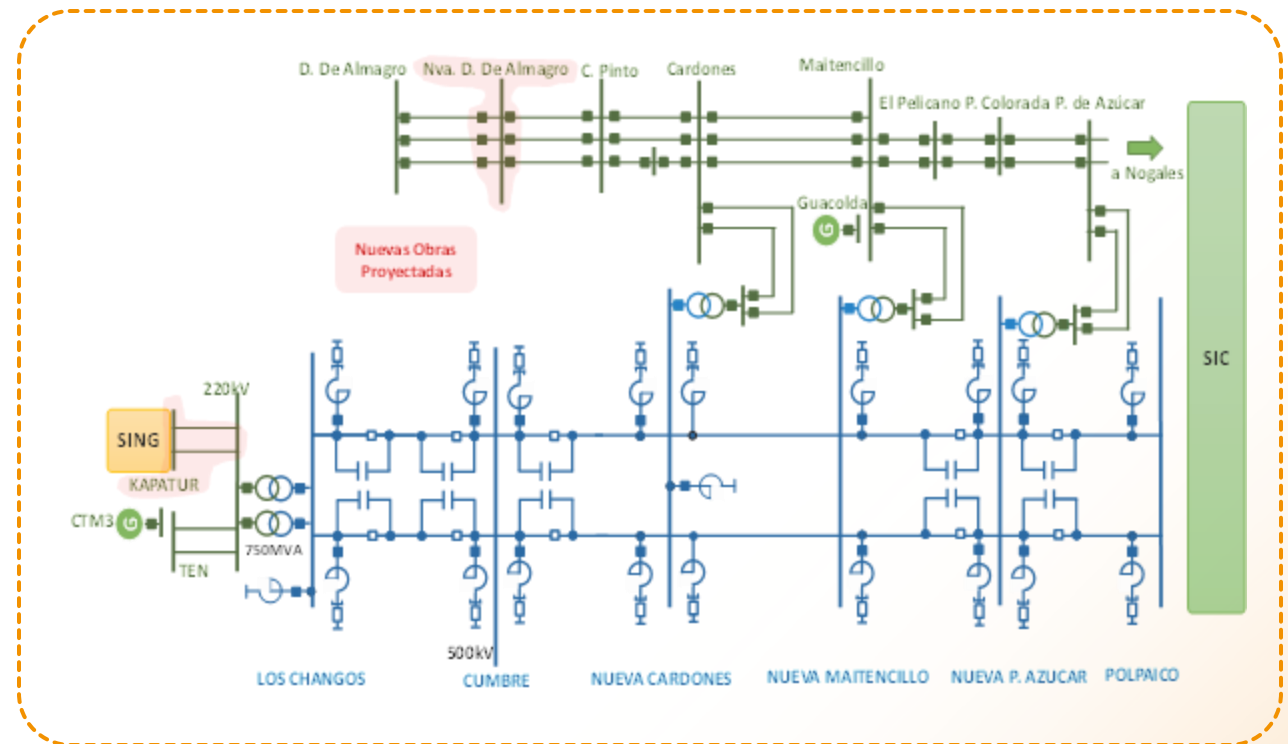 D. De Almagro
Nva. D. De Almagro
C. Pinto
Cardones
Maitencillo
El Pelicano P. Colorada P. de Azúcar
a Nogales
SIC
Guacolda
G
Nuevas Obras
Proyectadas
220kV
SING
KAPATUR
CTM3
G
750MVA
TEN
500kV
LOS CHANGOS
CUMBRE
NUEVA CARDONES
NUEVA MAITENCILLO
NUEVA P. AZUCAR
POLPAICO